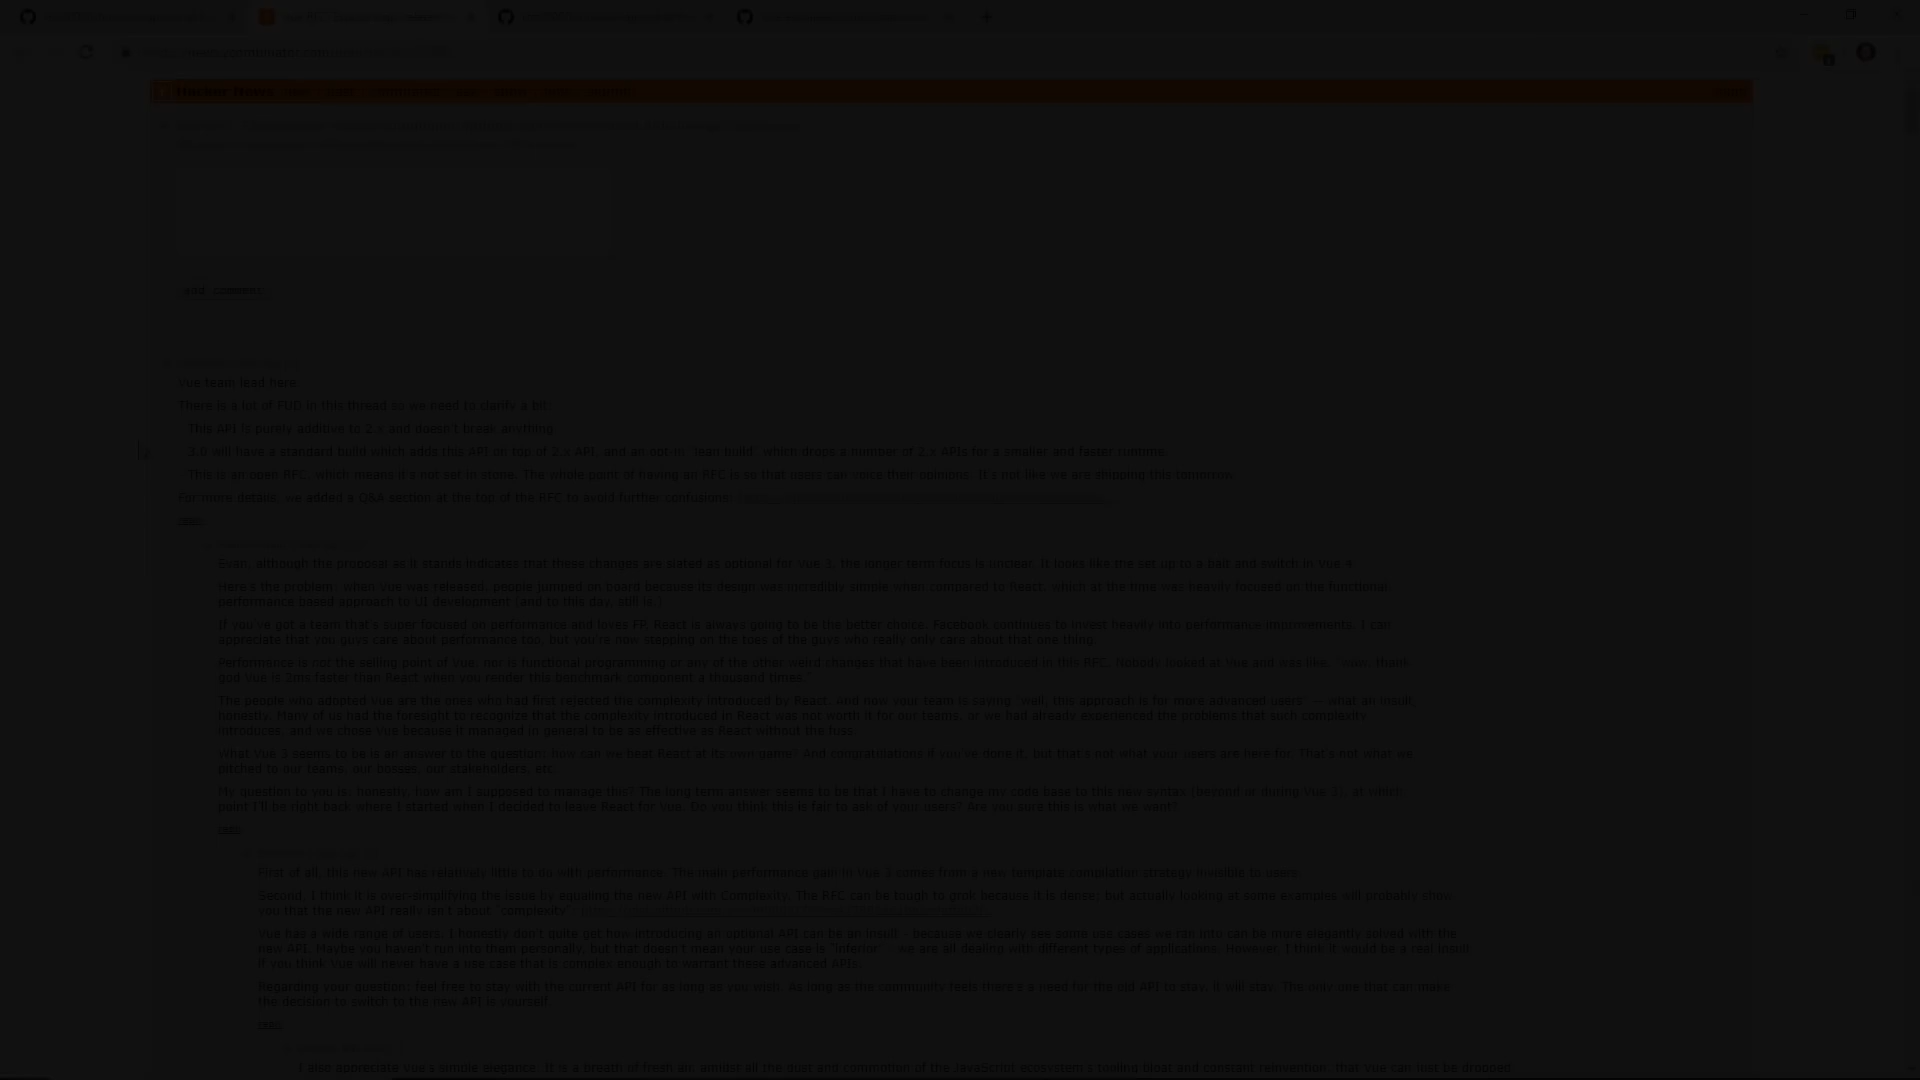 Hacker News
add comment
Vue team lead here.
There is a lot of FUD in this thread so we need to clarify a bit:
This API is purely additive to 2.x and doesn't break anything.
3.0 will have a standard build which adds this API on top of 2.x API, and an opt-in "lean build" which drops a number of 2.x APIs for a smaller and faster runtime.
This is an open RFC, which means it's not set in stone. The whole point of having an RFC is so that users can voice their opinions. It's not like we are shipping this tomorrow.
For more details, we added a Q&A section at the top of the RFC to avoid further confusions:
reply
Evan, although the proposal as it stands indicates that these changes are slated as optional for Vue 3. The longer term focus is unclear. It looks like the set up to a bait and switch in Vue 4.
Here's the problem: when Vue was released, people jumped on board because its design was incredibly simple when compared to React, which at the time was heavily focused on the functional
performance based approach to UI development (and to this day, still is.)
If you've got a team that's super focused on performance and loves FP, React is always going to be the better choice. Facebook continues to invest heavily into performance improvements. I can
appreciate that you guys care about performance too, but you're now stepping on the toes of the guys who really only care about that one thing.
Performance is not the selling point of Vue, nor is functional programming or any of the other weird changes that have been introduced in this RFC. Nobody looked at Vue and was like, thank
god Vue is 2ms faster than React when you render this benchmark component a thousand times."
The people who adopted Vue are the ones who had first rejected the complexity introduced by React, and now your team is saying "well, this approach is for more advanced users" -- what an insult,
honestly. Many of us had the foresight to recognize that the complexity introduced in React was not worth it for our teams, or we had already experienced the problems that such complexity
introduces, and we chose Vue because it managed in general to be as effective as React without the fuss.
What Vue 3 seems to be is an answer to the question: how can we beat React at its own game? And congratulations if you've done it, but that's not what your users are here for. That's not what we
pitched to our teams, our bosses, our stakeholders, etc.
My question to you is, honestly, how am I supposed to manage this? The long term answer seems to be that I have to change my code base to this new syntax (beyond or during Vue 3), at which
point I'll be right back where I started when I decided to leave React for Vue. Do you think this is fair to ask of your users? Are you sure this is what we want?
reply
First of all, this new API has relatively little to do with performance. The main performance gain in Vue 3 comes from a new template compilation strategy invisible to users.
Second, I think it is over-simplifying the issue by equaling the new API with Complexity. The RFC can be tough to grok because it is dense; but actually looking at some examples will probably show
you that the new API really isn't about "complexity" -
Vue has a wide range of users. I honestly don't quite get how introducing an optional API can be an insult - because we clearly see some use cases we ran into can be more elegantly solved with the
new API. Maybe you haven't run into them personally, but that doesn't mean your use case is "inferior" - we are all dealing with different types of applications. However, I think it would be a real insult
if you think Vue will never have a use case that is complex enough to warrant these advanced APIs.
Regarding your question: feel free to stay with the current API for as long as you wish. As long as the community feels there's a need for the old API to stay, it will stay. The only one that can make
the decision to switch to the new API is yourself.
reply
I also appreciate Vue's simple elegance. It is a breath of fresh air, amidst all the dust and commotion of the JavaScript ecosystem's tooling bloat and constant reinvention, that Vue can just be dropped